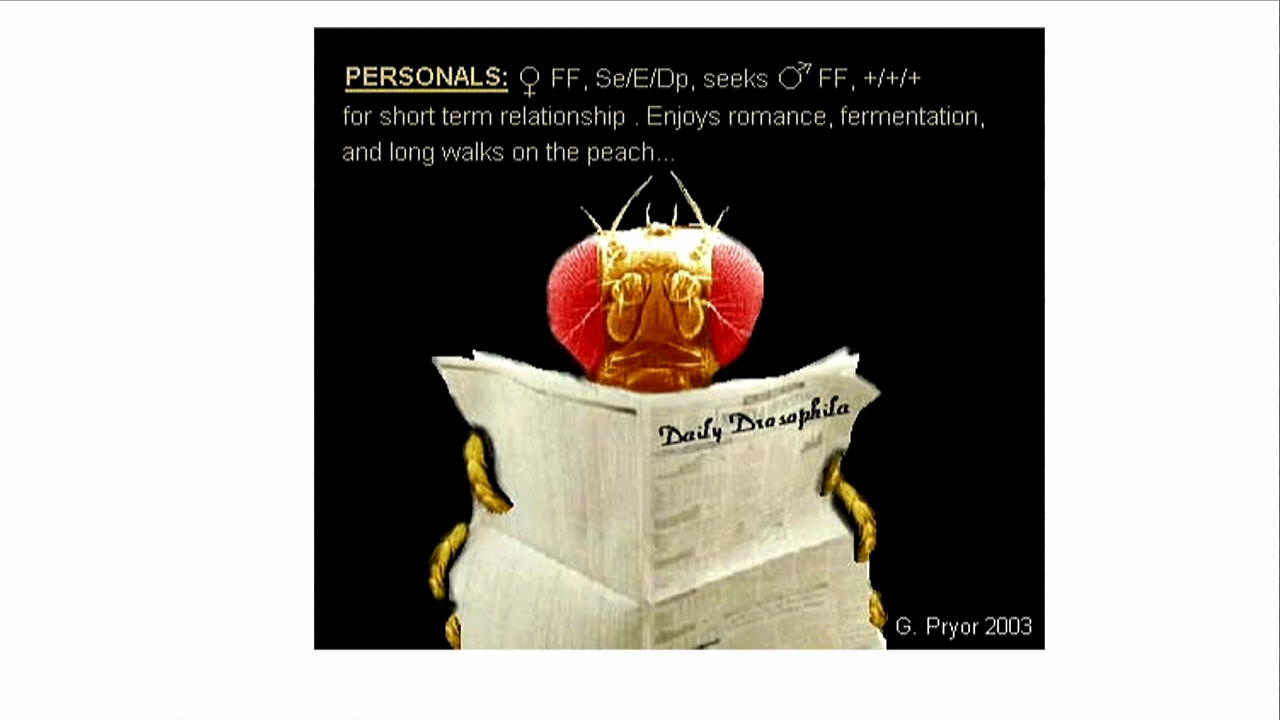 PERSONALS: ♀ FF, Se/E/Dp, seeks ♂ FF, +/+/+
for short term relationship . Enjoys romance, fermentation,
and long walks on the peach...
Daily Drosophila
G. Pryor 2003